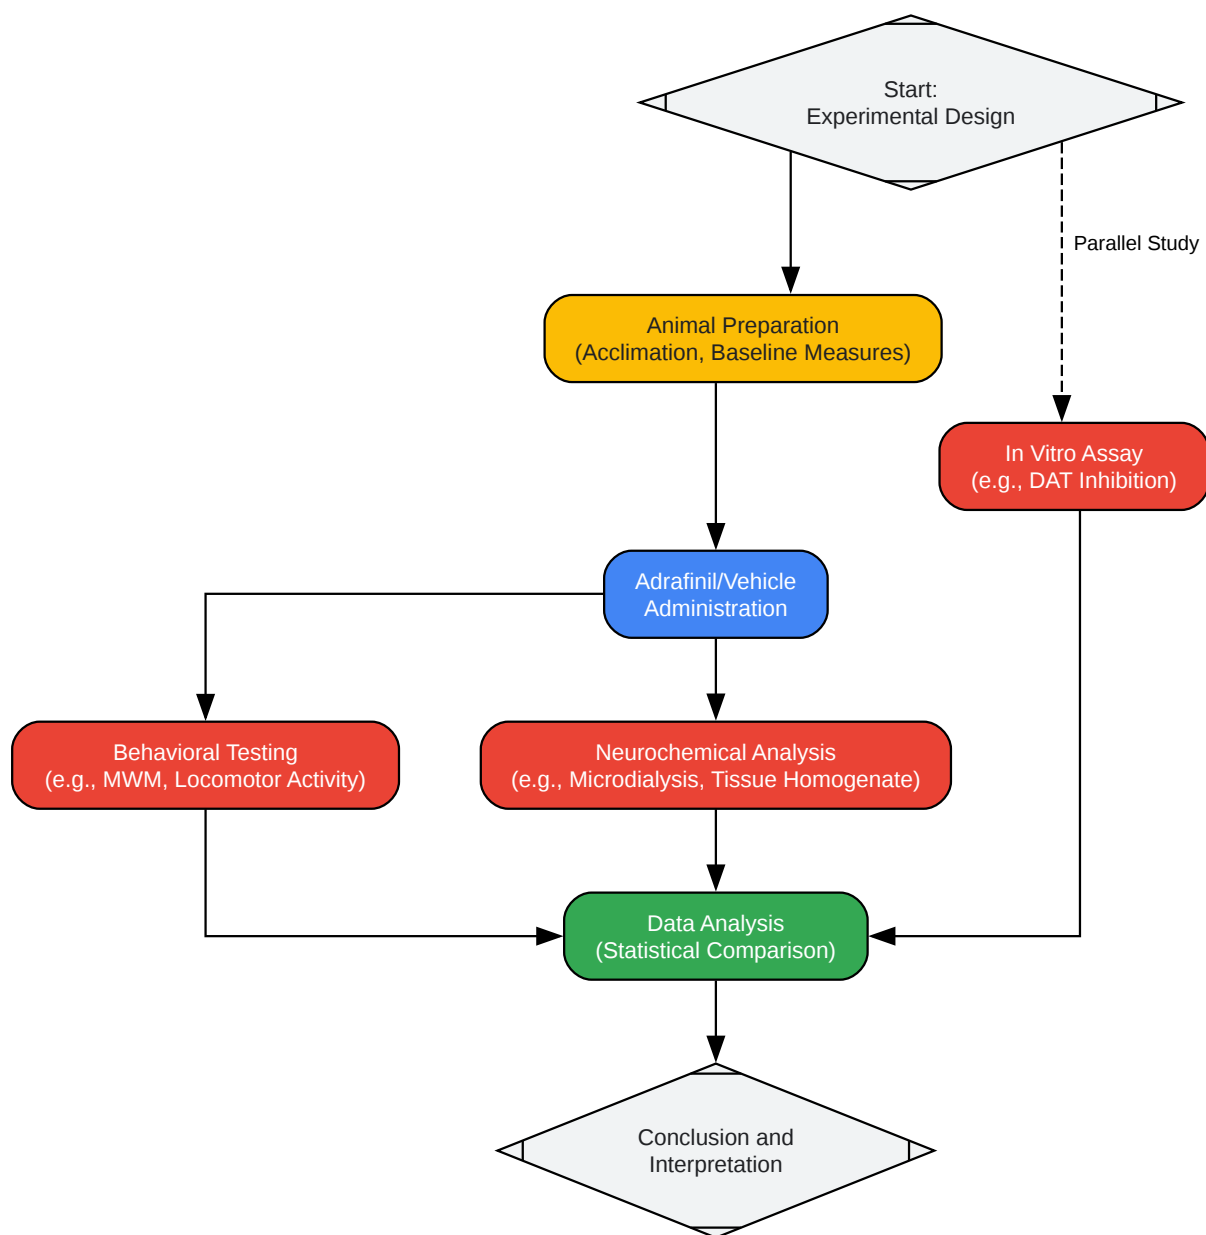 Start:
Experimental Design
Parallel Study
Animal Preparation
(Acclimation, Baseline Measures)
In Vitro Assay
(e.g., DAT Inhibition)
Adrafinil/Vehicle
Administration
Behavioral Testing
(e.g., MWM, Locomotor Activity)
Neurochemical Analysis
(e.g., Microdialysis, Tissue Homogenate)
Data Analysis
(Statistical Comparison)
Conclusion and
Interpretation